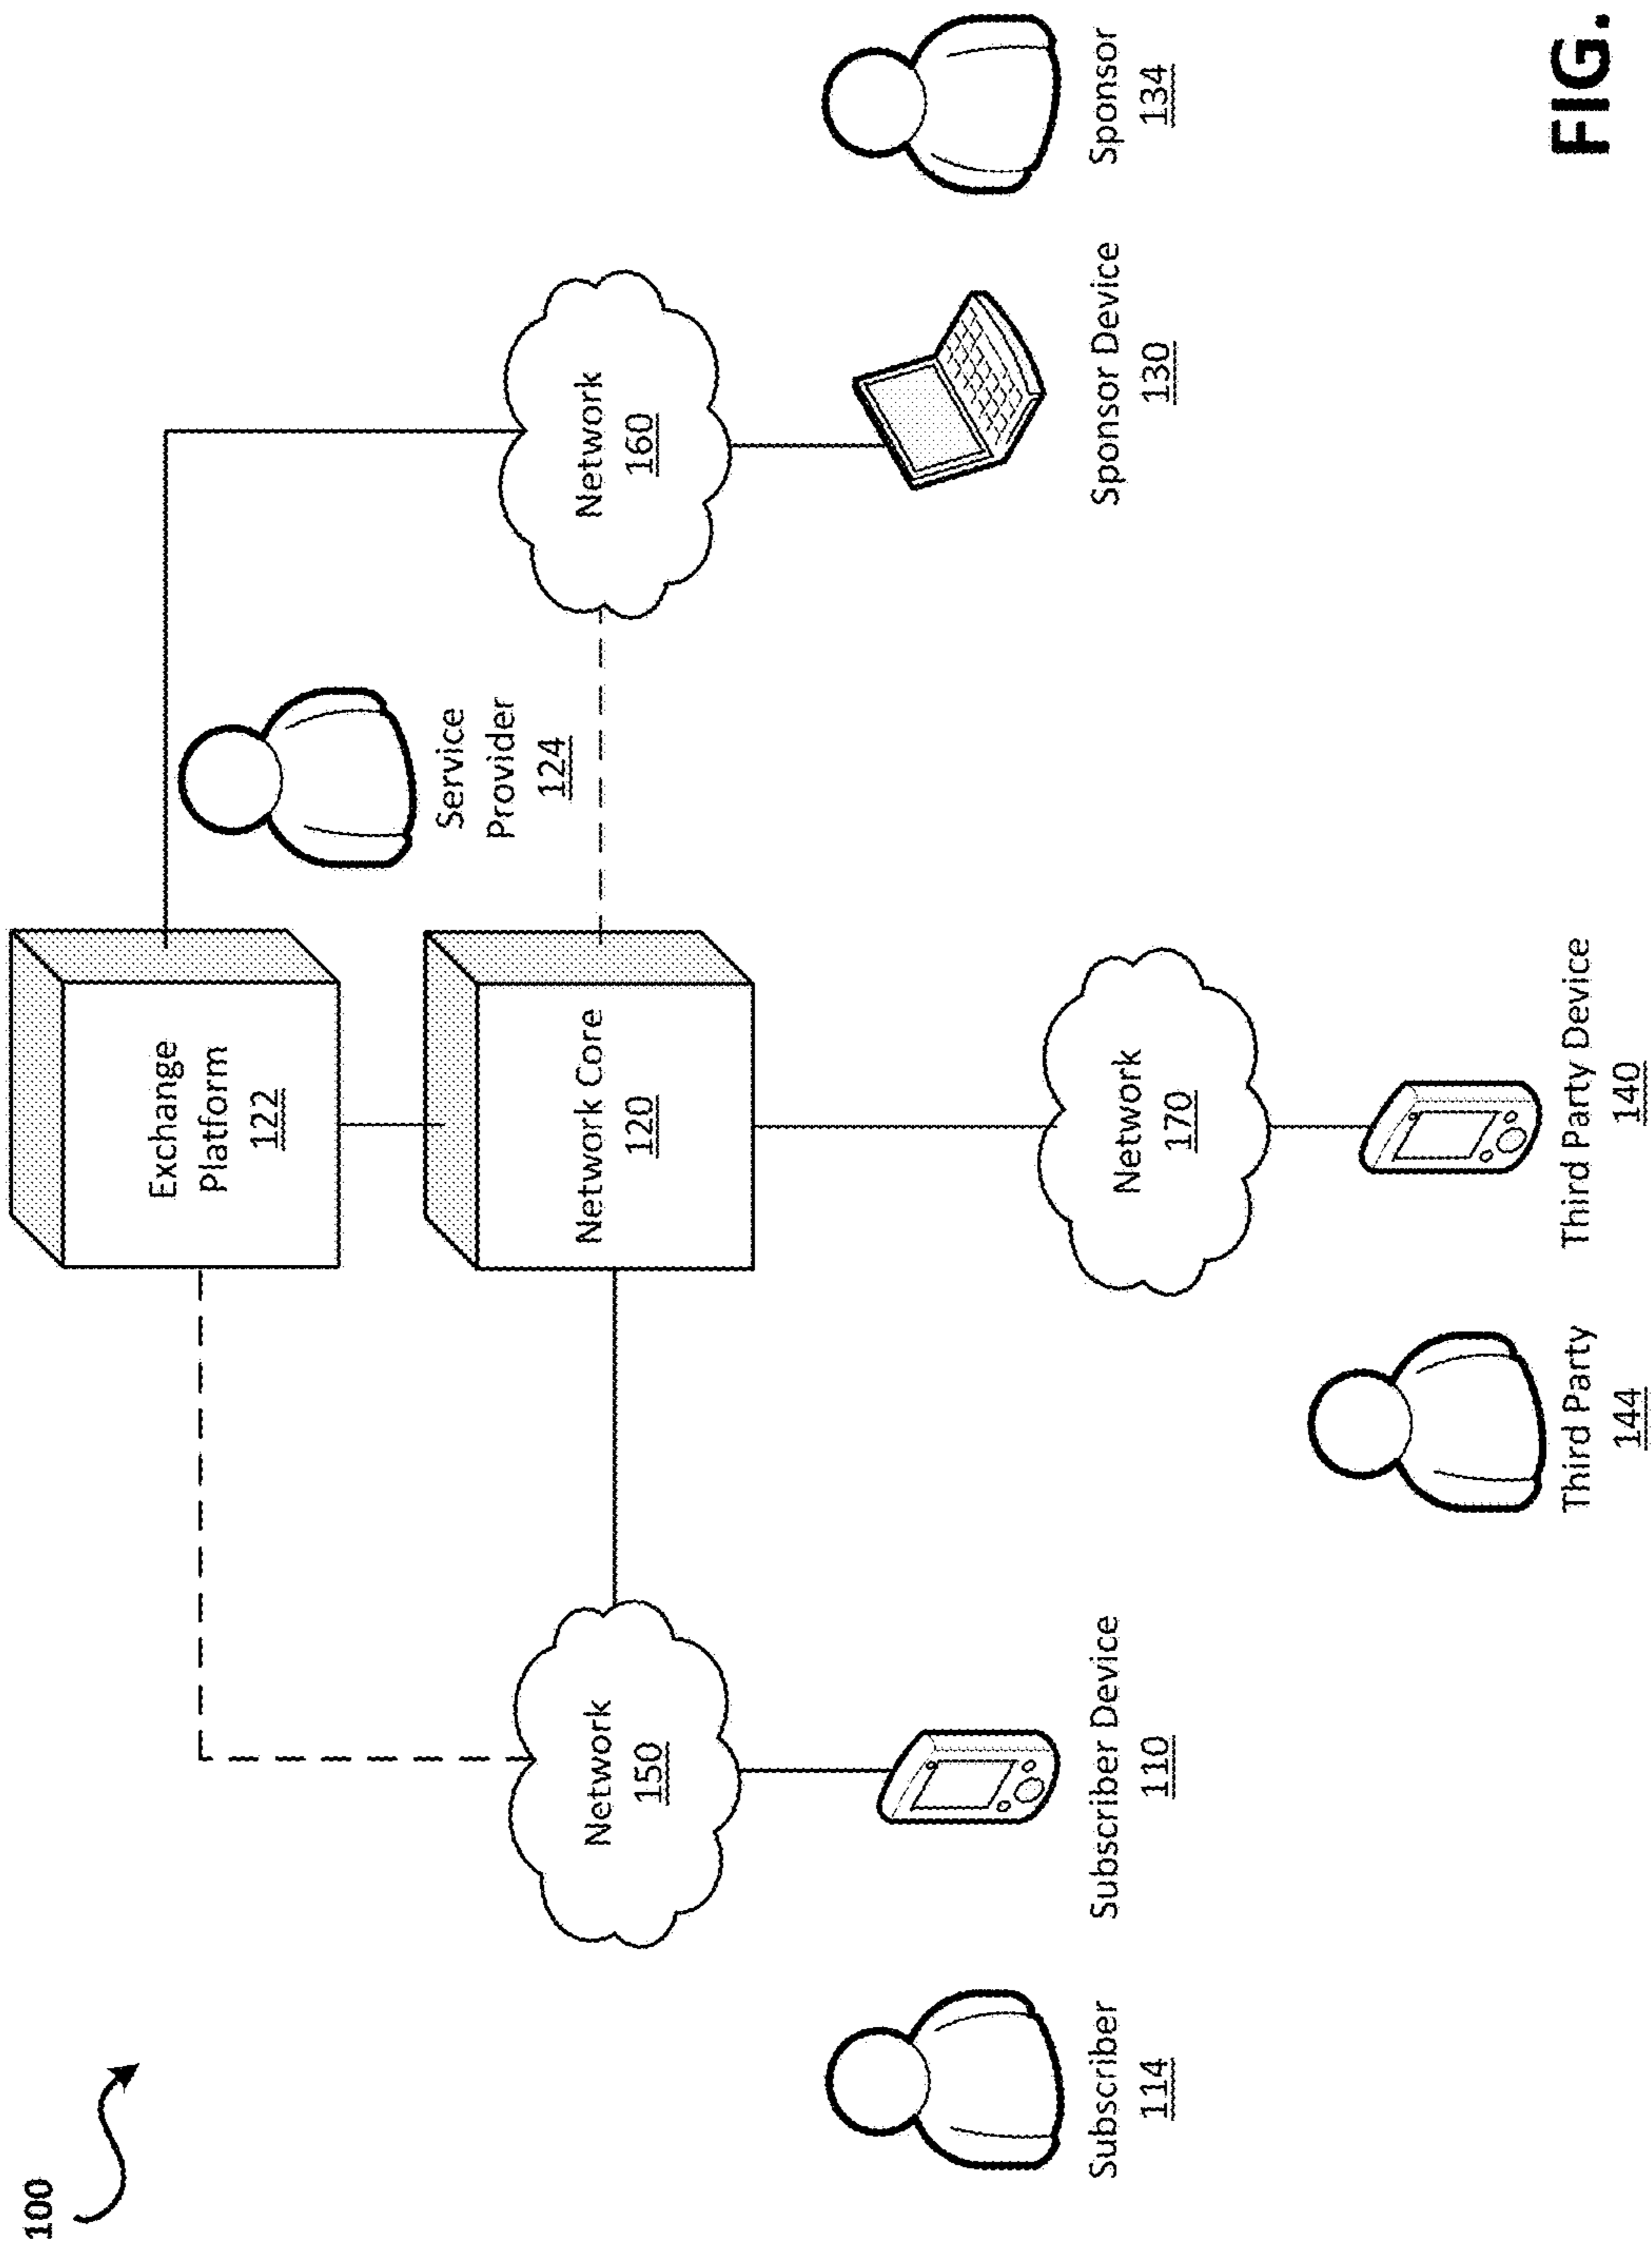 100
Exchange
Platform
122
Service
Provider
124
Network Core
120
Network
150
Network
160
Subscriber
114
Subscriber Device
110
Network
170
Sponsor Device
130
Sponsor
134
Third Party
144
Third Party Device
140
FIG.